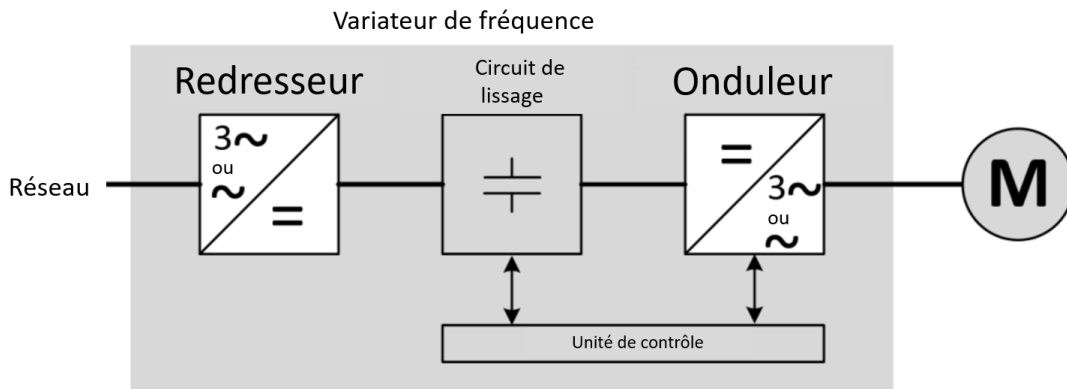 Variateur de fréquence
Redresseur
Circuit de
lissage
Onduleur
3~
ou
~
=
=
3~
ou
~
Réseau
M
Unité de contrôle